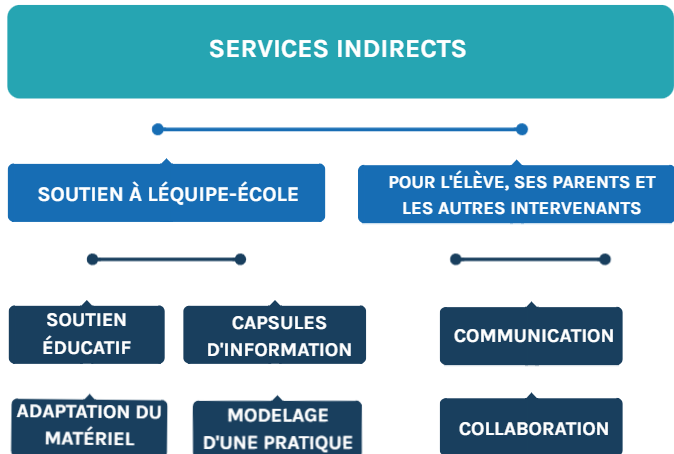 SERVICES INDIRECTS
SOUTIEN À LÉQUIPE-ÉCOLE
POUR L'ÉLÈVE, SES PARENTS ET
LES AUTRES INTERVENANTS
SOUTIEN
ÉDUCATIF
CAPSULES
D'INFORMATION
COMMUNICATION
ADAPTATION DU
MATÉRIEL
MODELAGE
D'UNE PRATIQUE
COLLABORATION